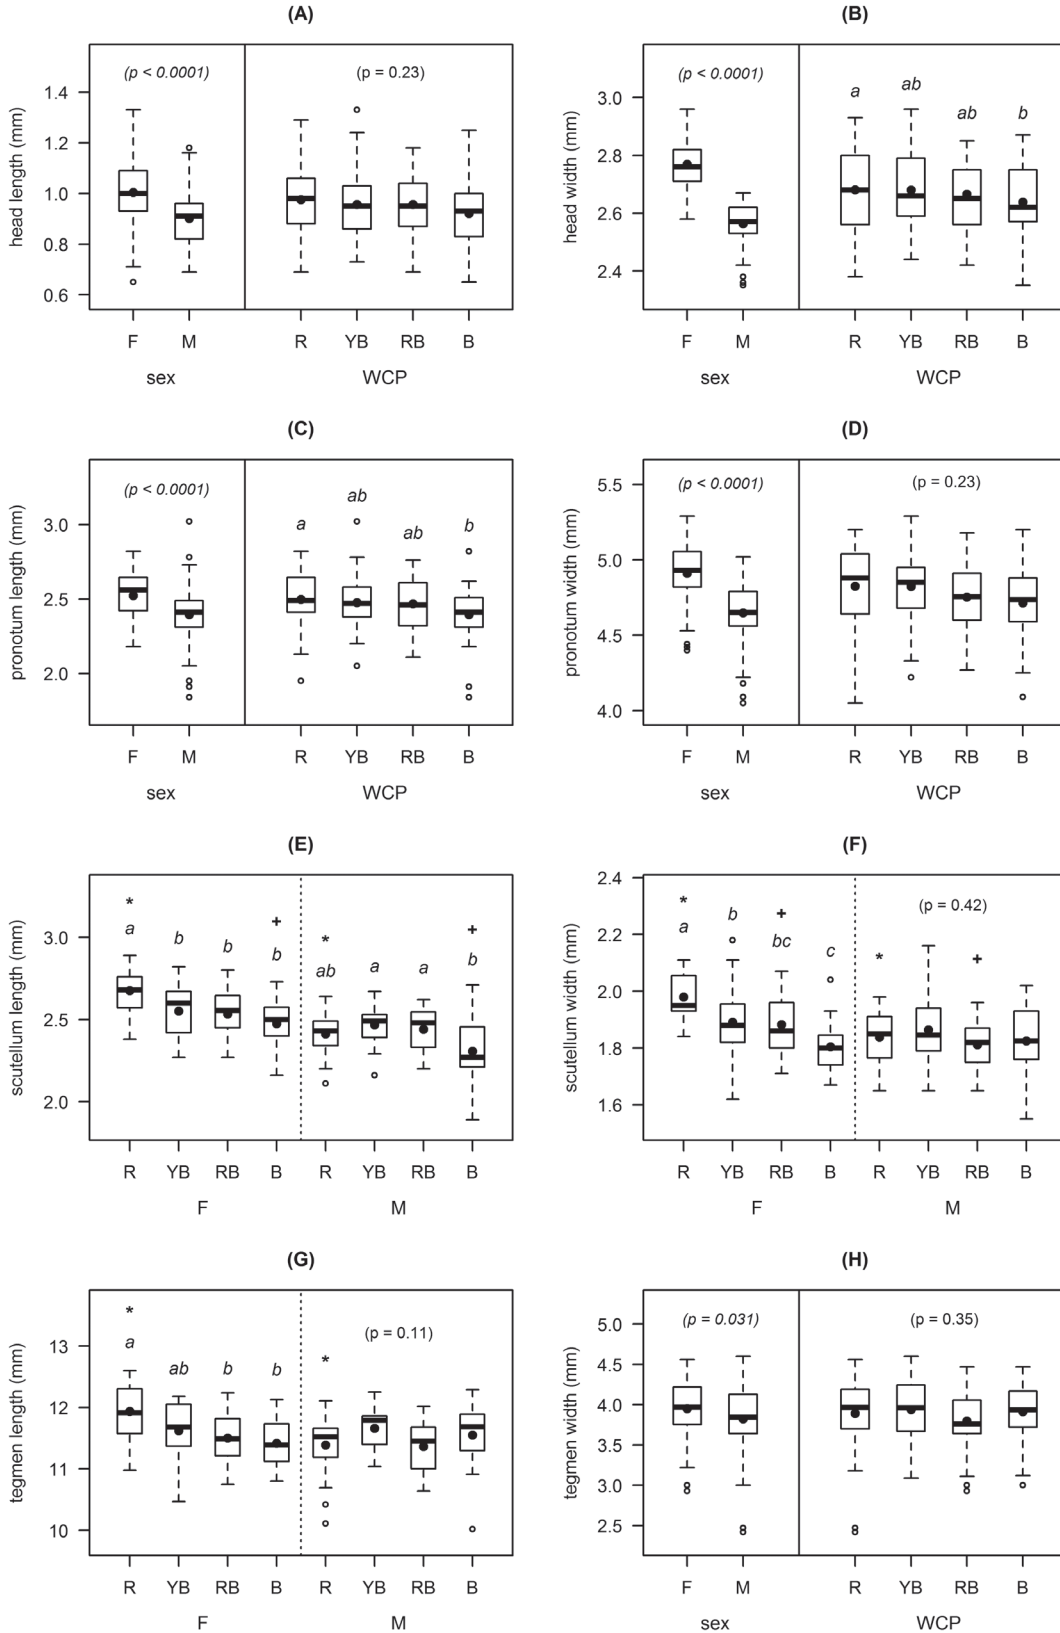 (A)
(p < 0.0001)
(p = 0.23)
head length (mm)
1.4
1.2
1.0
0.8
0.6
F M R YB RB B
sex WCP
(B)
(p < 0.0001)
a ab ab b
head width (mm)
3.0
2.8
2.6
2.4
F M R YB RB B
sex WCP
(C)
(p < 0.0001)
a ab ab b
pronotum length (mm)
3.0
2.5
2.0
F M R YB RB B
sex WCP
(D)
(p < 0.0001)
(p = 0.23)
pronotum width (mm)
5.5
5.0
4.5
4.0
F M R YB RB B
sex WCP
(E)
* + * +
a b b b ab a a b
scutellum length (mm)
3.0
2.5
2.0
R YB RB B R YB RB B
F M
(F)
* + * +
a b bc c
(p = 0.42)
scutellum width (mm)
2.4
2.2
2.0
1.8
1.6
R YB RB B R YB RB B
F M
(G)
* *
a ab b b
(p = 0.11)
tegmen length (mm)
13
12
11
10
R YB RB B R YB RB B
F M
(H)
(p = 0.031)
(p = 0.35)
tegmen width (mm)
5.0
4.5
4.0
3.5
3.0
2.5
F M R YB RB B
sex WCP